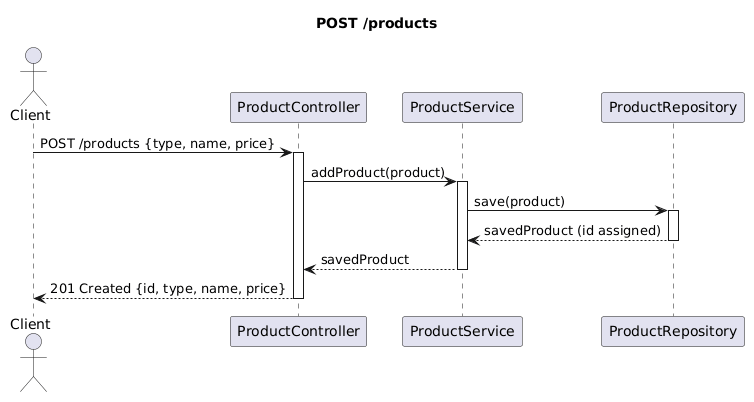 POST /products
Client
ProductController
ProductService
ProductRepository
POST /products {type, name, price}
addProduct(product)
save(product)
savedProduct (id assigned)
savedProduct
201 Created {id, type, name, price}
Client
ProductController
ProductService
ProductRepository